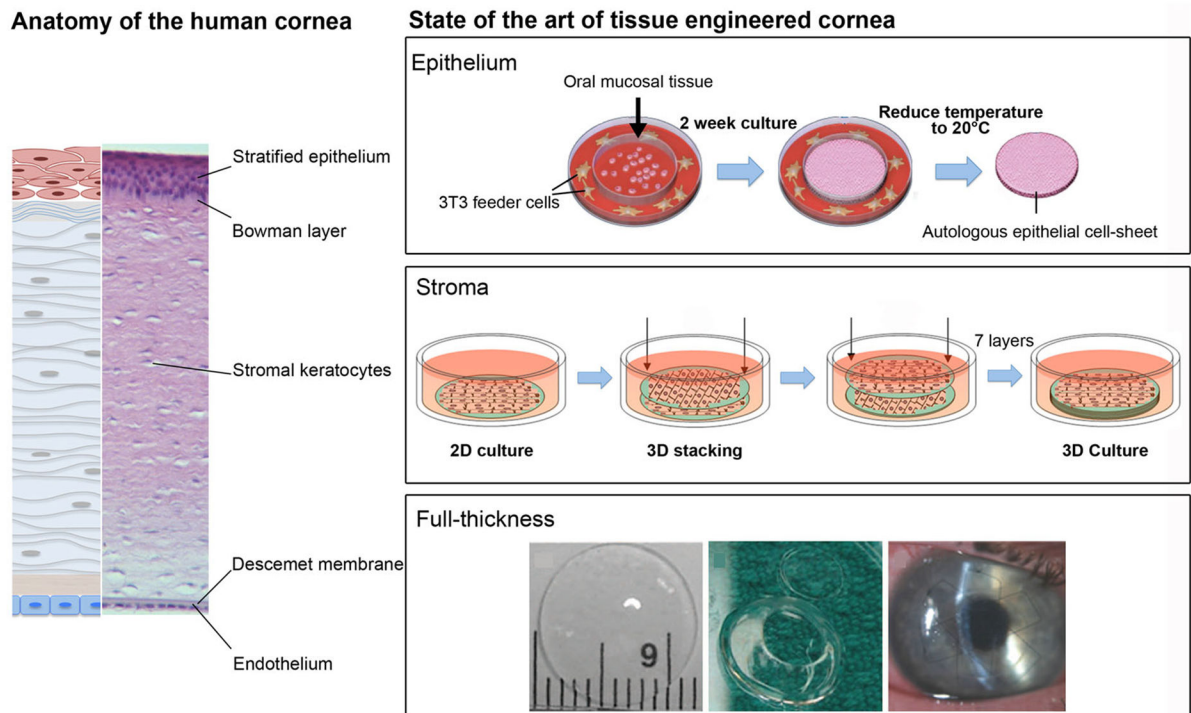 Anatomy of the human cornea
Stratified epithelium
Bowman layer
Stromal keratocytes
Descemet membrane
Endothelium
State of the art of tissue engineered cornea
Epithelium
Oral mucosal tissue
3T3 feeder cells
2 week culture
Reduce temperature
to 20°C
Autologous epithelial cell-sheet
Stroma
7 layers
2D culture
3D stacking
3D Culture
Full-thickness
9